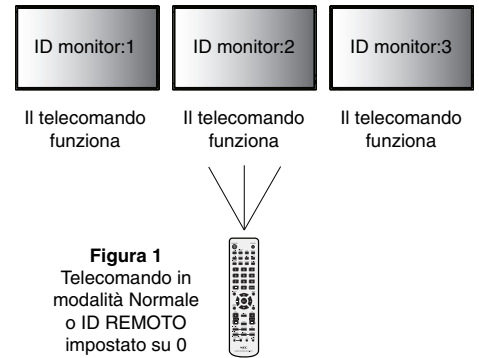 ID monitor:1
ID monitor:2
ID monitor:3
Il telecomando
funziona
Il telecomando
funziona
Il telecomando
funziona
Figura 1
Telecomando in
modalità Normale
o ID REMOTO
impostato su 0
NEC